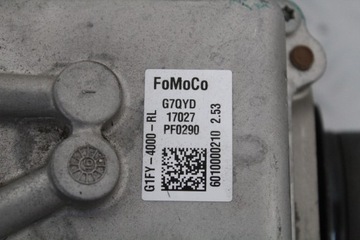 FoMoCo
G7QYD
17027
PF0290
G1FY-4000-RL
6010000210 2.53